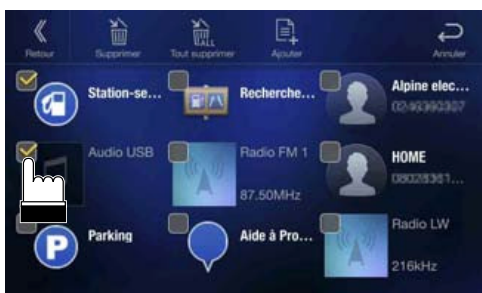 Retour
Supprimer
Tout supprimer
Ajouter
Annuler
ALL
Station-se...
Recherche...
Alpine elec...
Audio USB
Radio FM 1
87.50MHz
HOME
P
Parking
Aide à Pro...
Radio LW
216kHz